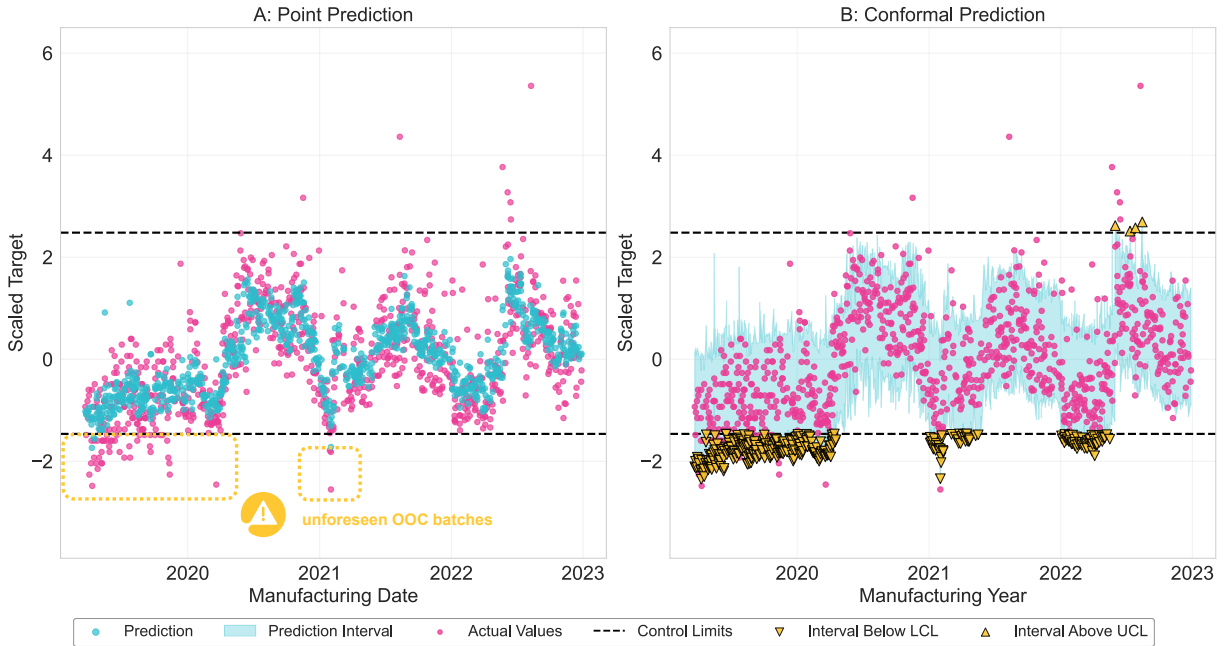 A: Point Prediction
6
4
2
0
−2
Scaled Target
2020
2021
2022
2023
Manufacturing Date
unforeseen OOC batches
B: Conformal Prediction
6
4
2
0
−2
Scaled Target
2020
2021
2022
2023
Manufacturing Year
Prediction
Prediction Interval
Actual Values
Control Limits
Interval Below LCL
Interval Above UCL